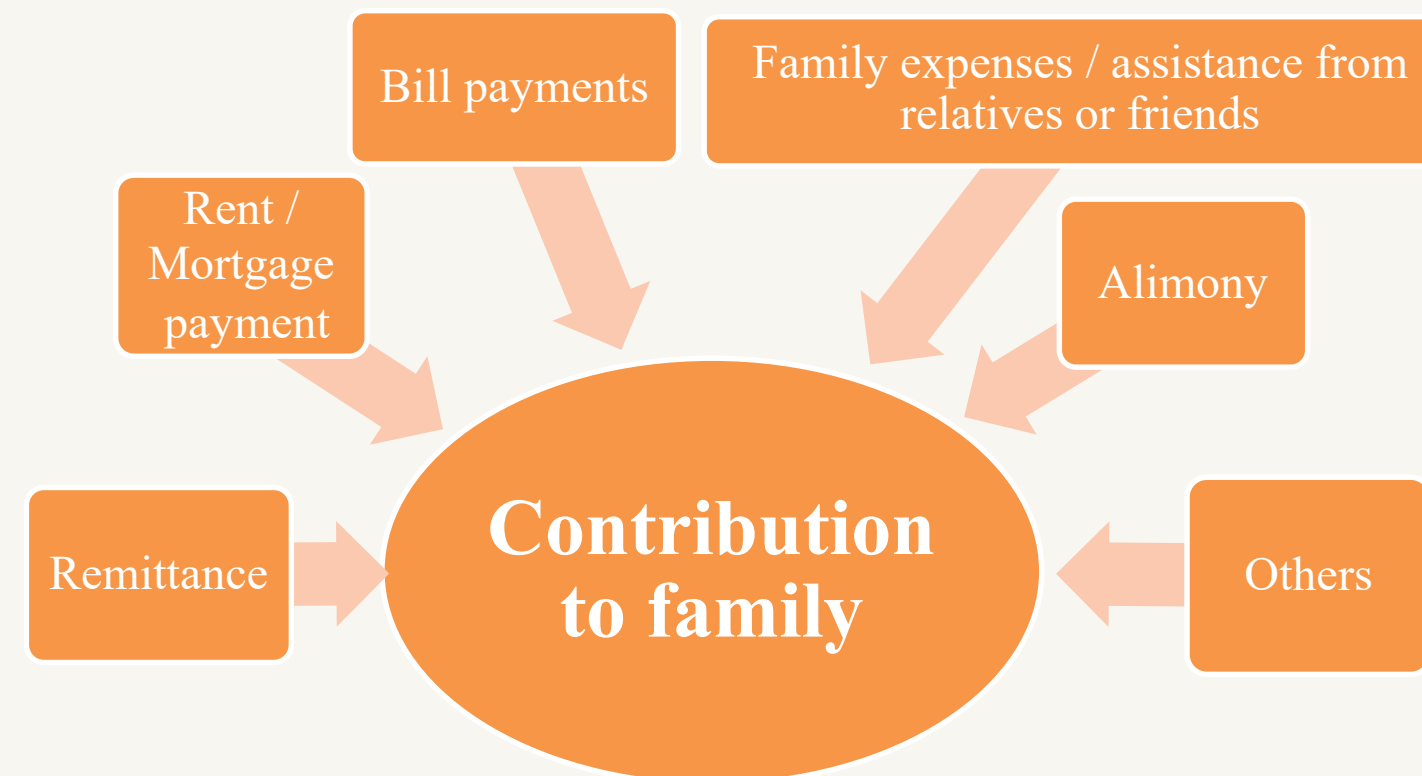 Bill payments
Family expenses / assistance from
relatives or friends
Rent /
Mortgage
payment
Alimony
Remittance
Contribution
to family
Others